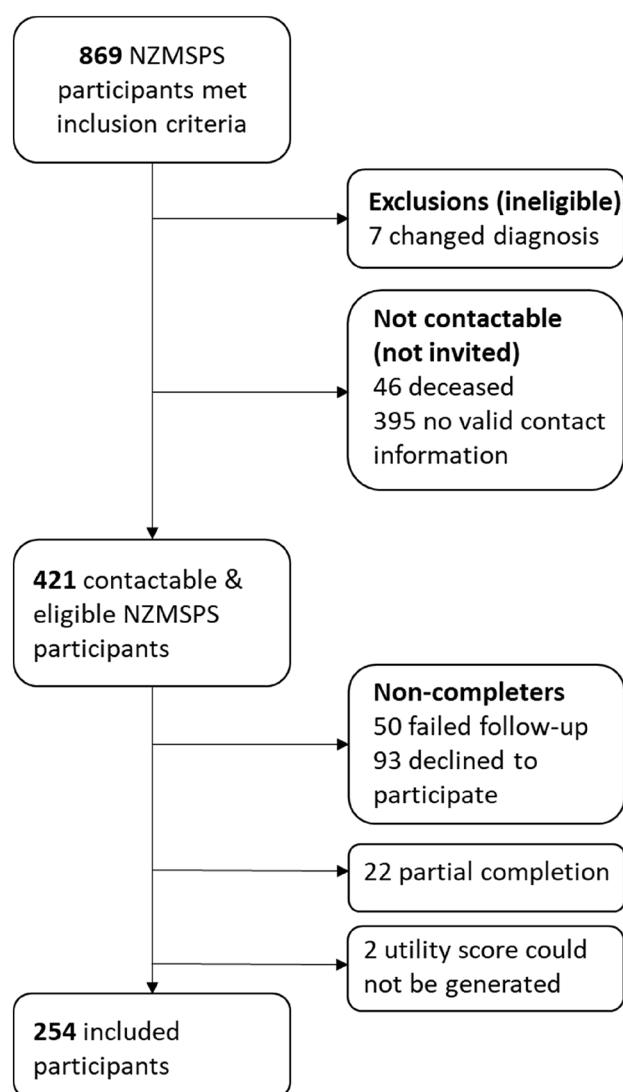 869 NZMSPS
participants met
inclusion criteria
Exclusions (ineligible)
7 changed diagnosis
Not contactable
(not invited)
46 deceased
395 no valid contact
information
421 contactable &
eligible NZMSPS
participants
Non-completers
50 failed follow-up
93 declined to
participate
22 partial completion
2 utility score could
not be generated
254 included
participants